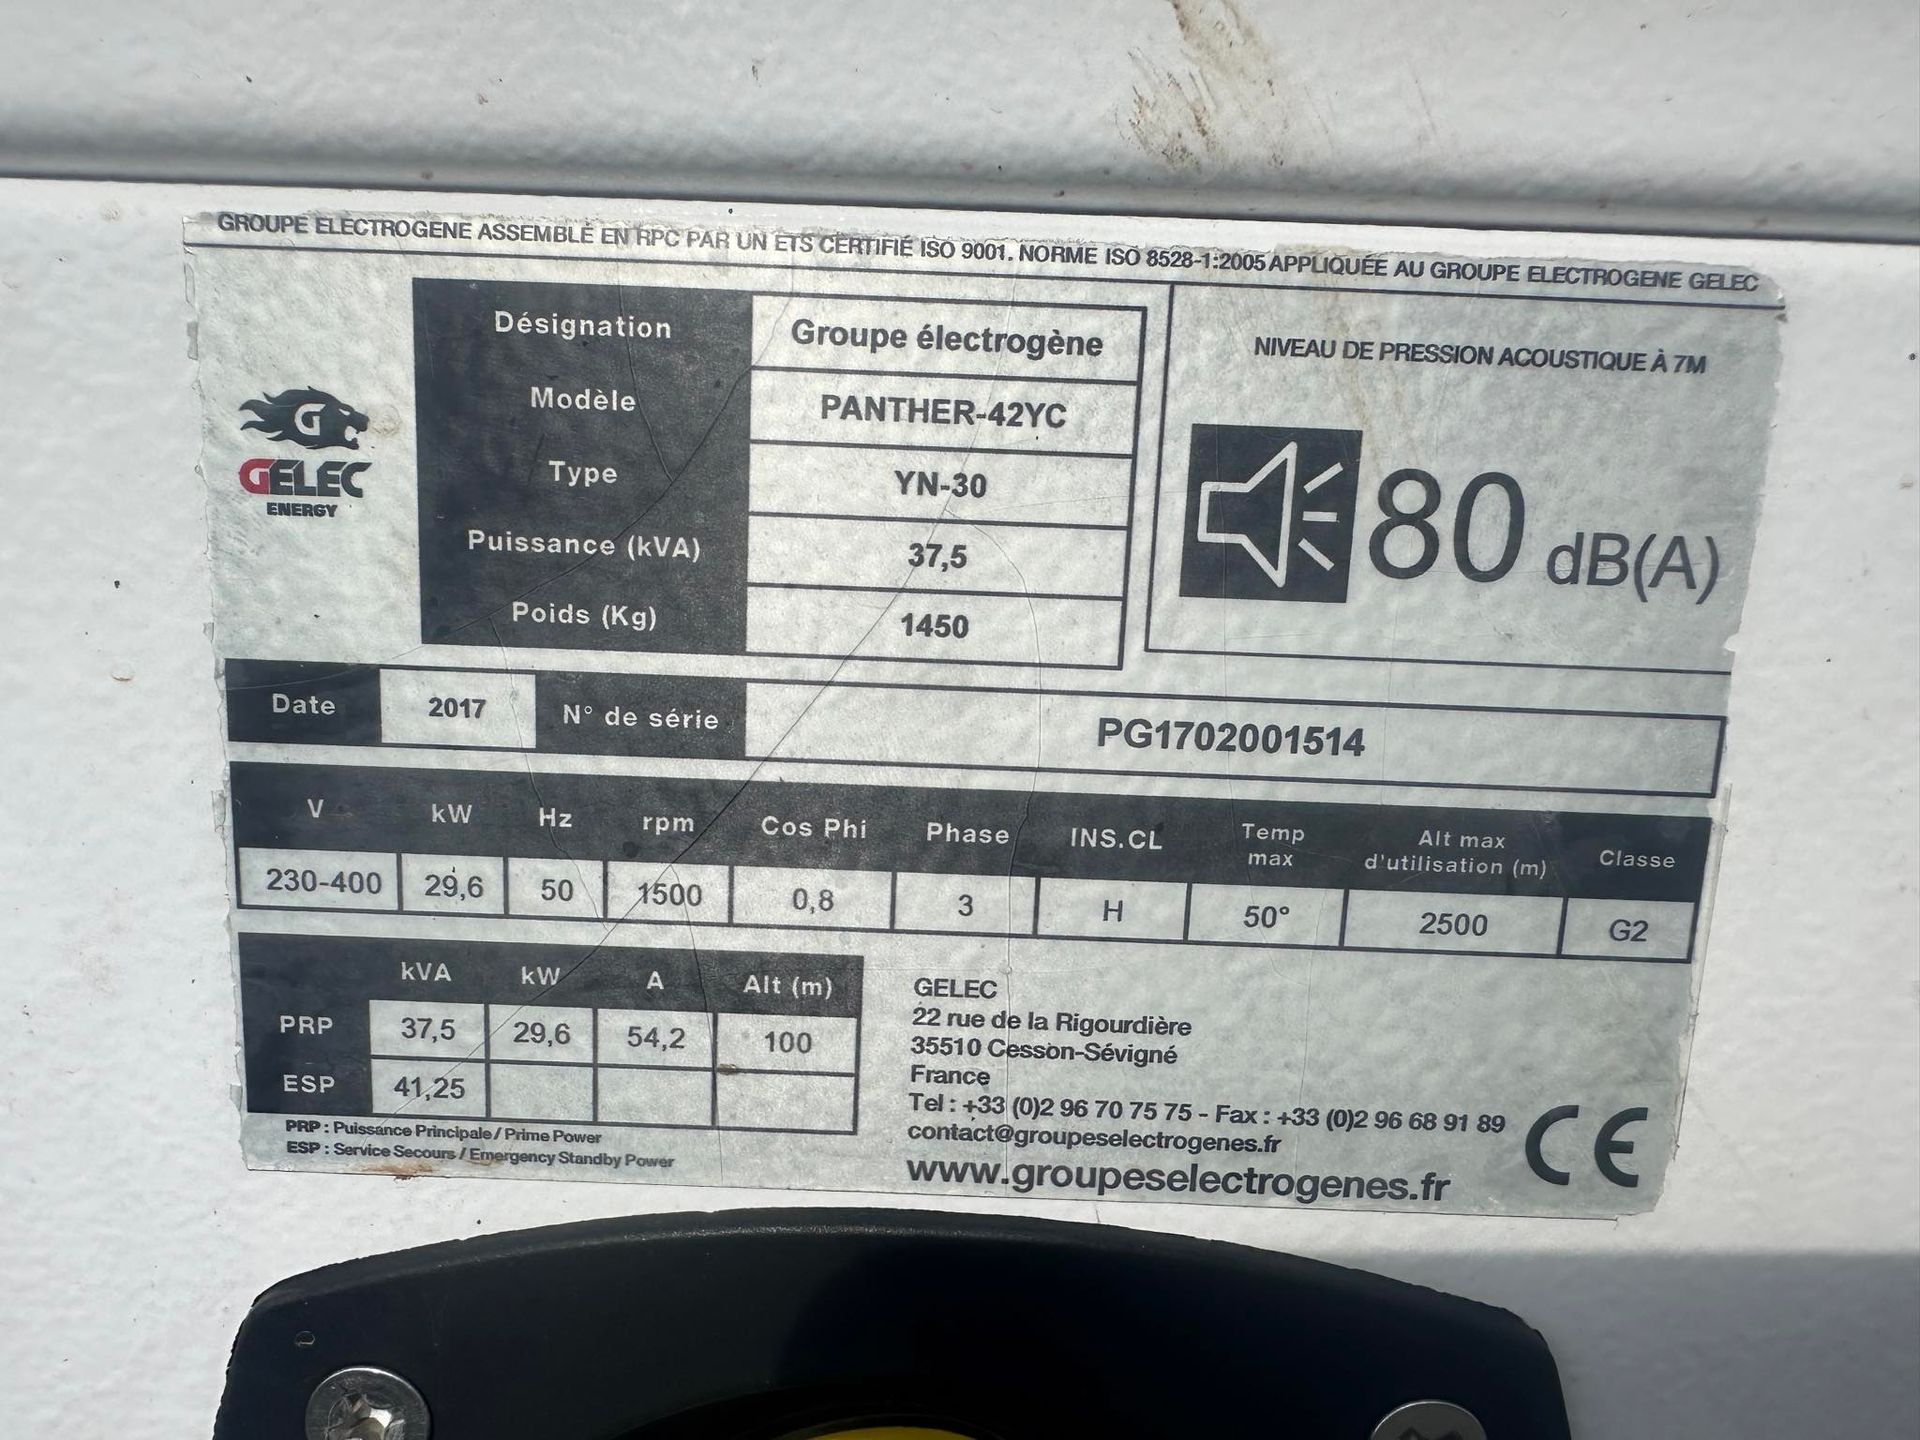 GROUPE ELECTROGENE ASSEMBLÉ EN RPC PAR UN ETS CERTIFIÉ ISO 9001. NORME ISO 8528-1:2005 APPLIQUÉE AU GROUPE ELECTROGENE GELEC
G
GELEC
ENERGY
Désignation Groupe électrogène
Modèle PANTHER-42YC
Type YN-30
Puissance (kVA) 37,5
Poids (Kg) 1450
NIVEAU DE PRESSION ACOUSTIQUE À 7M
80 dB(A)
Date 2017 N° de série PG1702001514
V kW Hz rpm Cos Phi Phase INS.CL Temp max Alt max d'utilisation (m) Classe
230-400 29,6 50 1500 0,8 3 H 50° 2500 G2
kVA kW A Alt (m)
PRP 37,5 29,6 54,2 100
ESP 41,25
PRP : Puissance Principale / Prime Power
ESP : Service Secours / Emergency Standby Power
GELEC
22 rue de la Rigourdière
35510 Cesson-Sévigné
France
Tel : +33 (0)2 96 70 75 75 - Fax : +33 (0)2 96 68 91 89
contact@groupeselectrogenes.fr
www.groupeselectrogenes.fr
CE